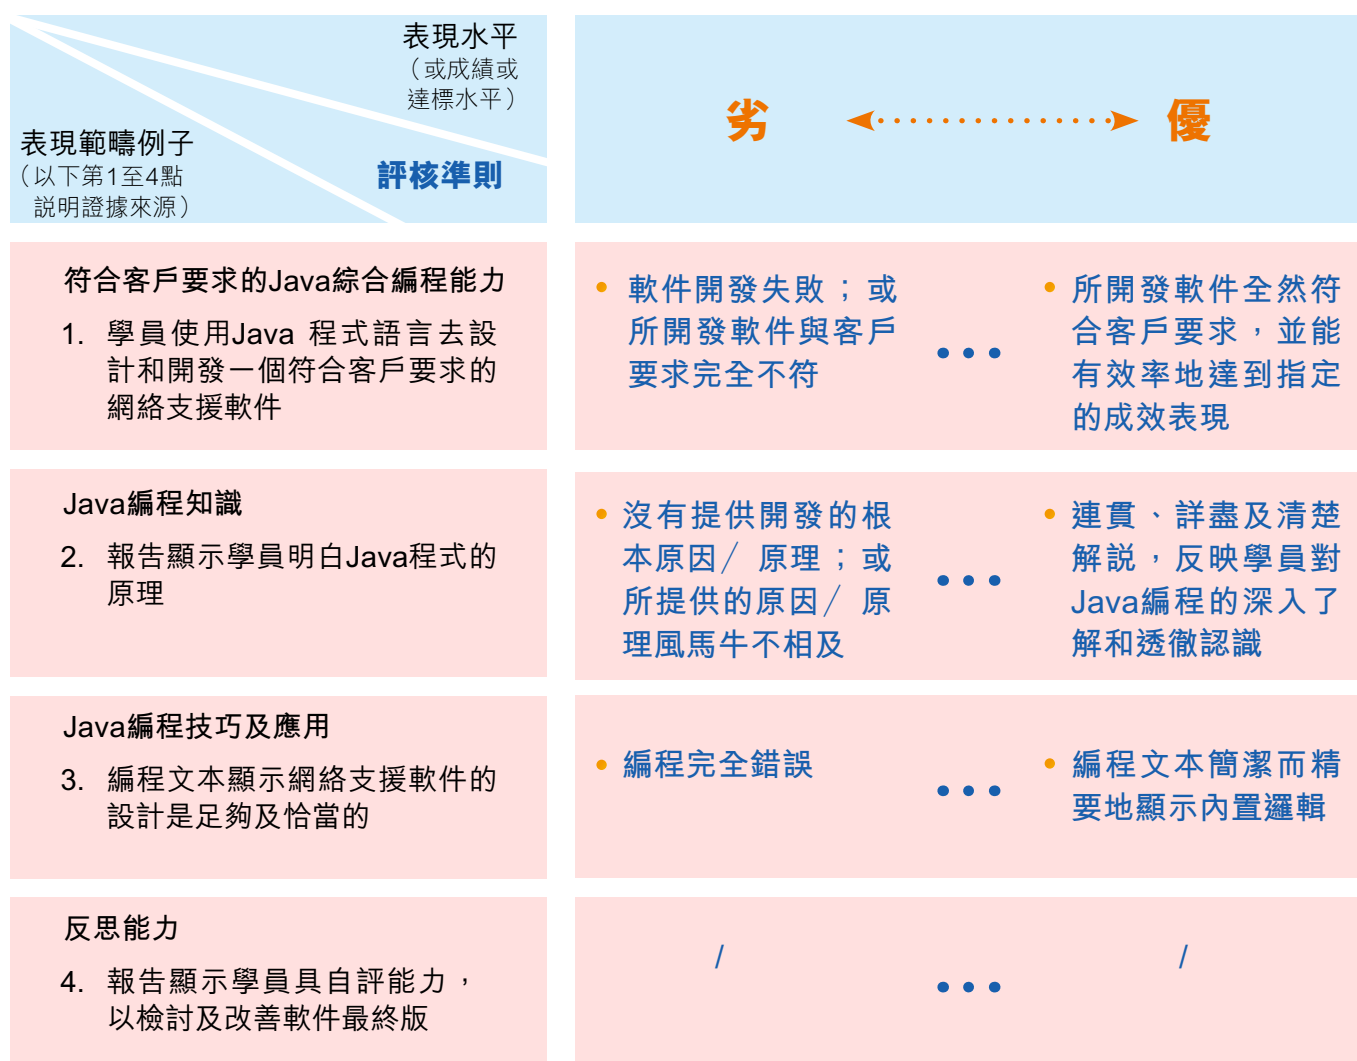 表現水平
（或成績或
達標水平）
表現範疇例子
（以下第1至4點
説明證據來源）
評核準則
劣
優
符合客戶要求的Java綜合編程能力
1. 學員使用Java 程式語言去設
計和開發一個符合客戶要求的
網絡支援軟件
• 軟件開發失敗；或
所開發軟件與客戶
要求完全不符
•••
• 所開發軟件全然符
合客戶要求，並能
有效率地達到指定
的成效表現
Java編程知識
2. 報告顯示學員明白Java程式的
原理
• 沒有提供開發的根
本原因╱ 原理；或
所提供的原因╱ 原
理風馬牛不相及
•••
• 連貫、詳盡及清楚
解説，反映學員對
Java編程的深入了
解和透徹認識
Java編程技巧及應用
3. 編程文本顯示網絡支援軟件的
設計是足夠及恰當的
• 編程完全錯誤
•••
• 編程文本簡潔而精
要地顯示內置邏輯
反思能力
4. 報告顯示學員具自評能力，
以檢討及改善軟件最終版
/
•••
/